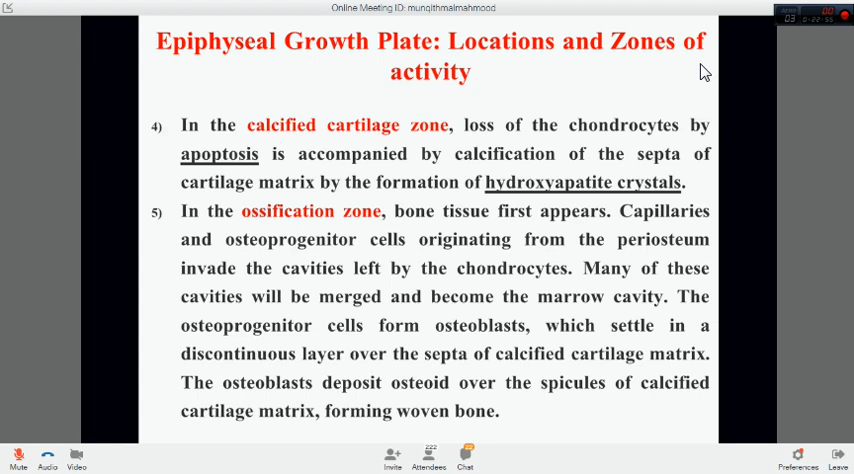 Online Meeting ID: munqithmalmahmood
03
00
0:22:55
Epiphyseal Growth Plate: Locations and Zones of
activity
4) In the calcified cartilage zone, loss of the chondrocytes by
apoptosis is accompanied by calcification of the septa of
cartilage matrix by the formation of hydroxyapatite crystals.
5) In the ossification zone, bone tissue first appears. Capillaries
and osteoprogenitor cells originating from the periosteum
invade the cavities left by the chondrocytes. Many of these
cavities will be merged and become the marrow cavity. The
osteoprogenitor cells form osteoblasts, which settle in a
discontinuous layer over the septa of calcified cartilage matrix.
The osteoblasts deposit osteoid over the spicules of calcified
cartilage matrix, forming woven bone.
222
Mute Audio Video Invite Attendees Chat Preferences Leave